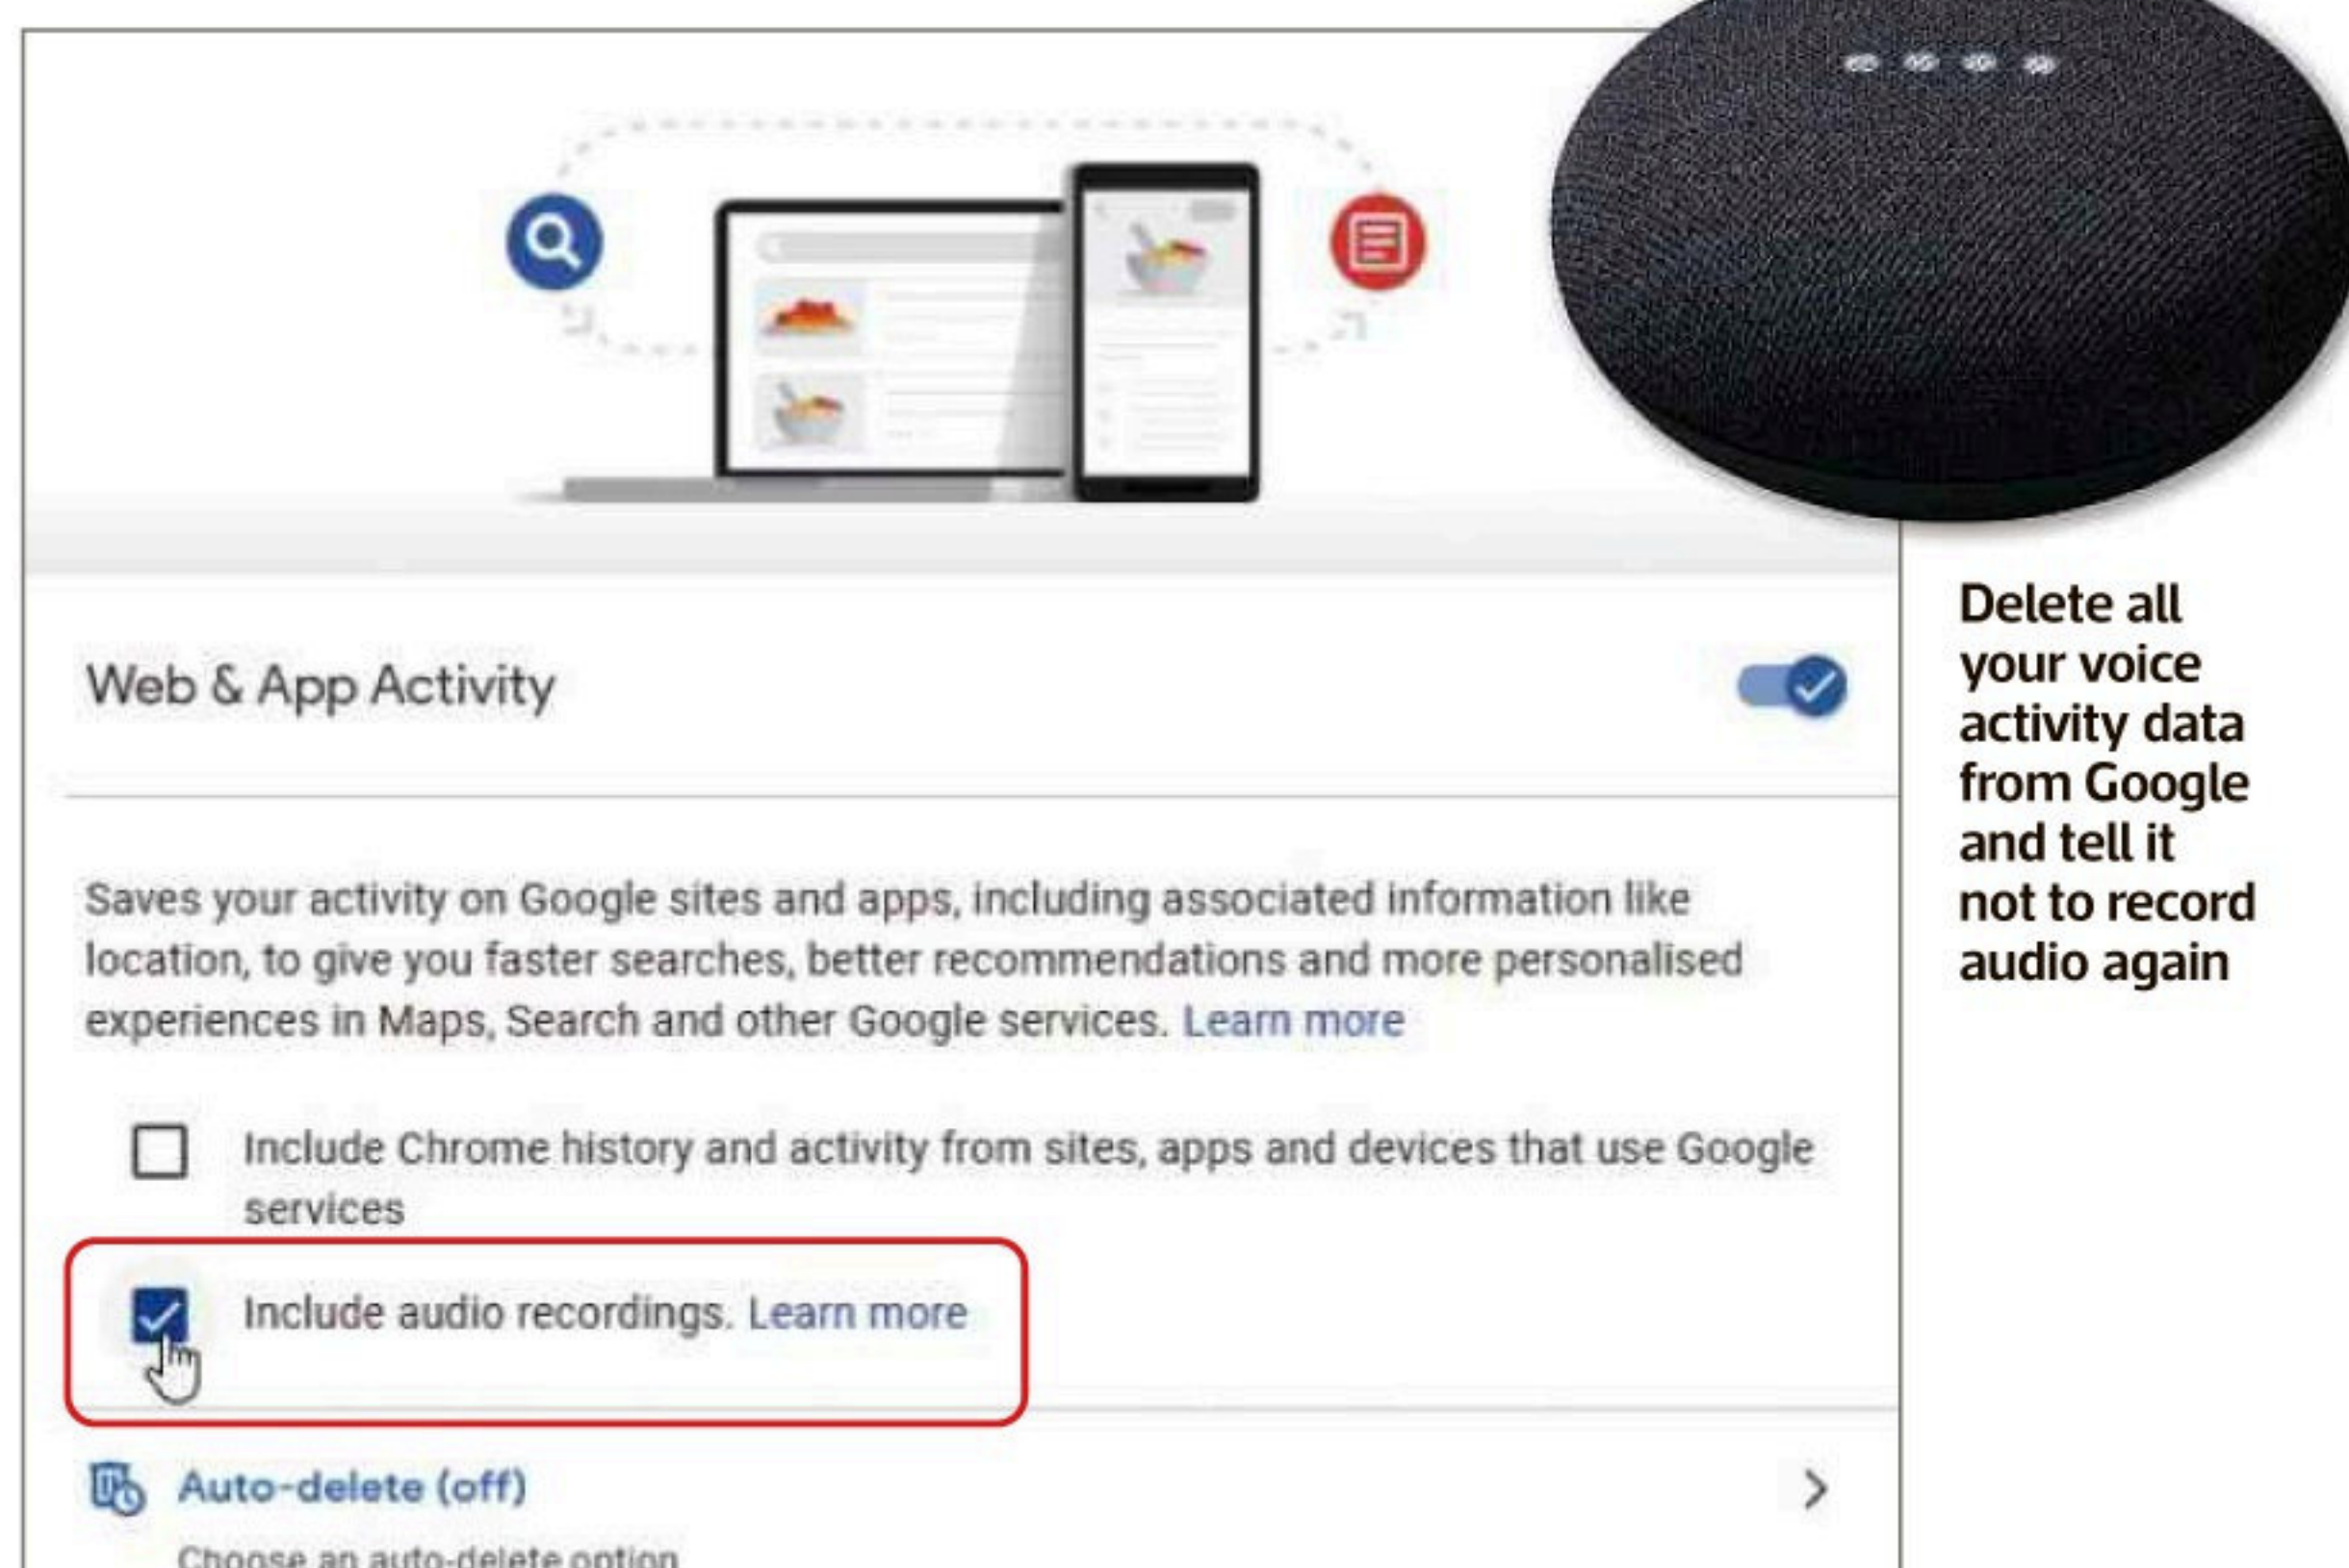 Web & App Activity
Saves your activity on Google sites and apps, including associated information like
location, to give you faster searches, better recommendations and more personalised
experiences in Maps, Search and other Google services. Learn more
Include Chrome history and activity from sites, apps and devices that use Google
services
Include audio recordings. Learn more
Auto-delete (off)
Choose an auto-delete option
Delete all
your voice
activity data
from Google
and tell it
not to record
audio again